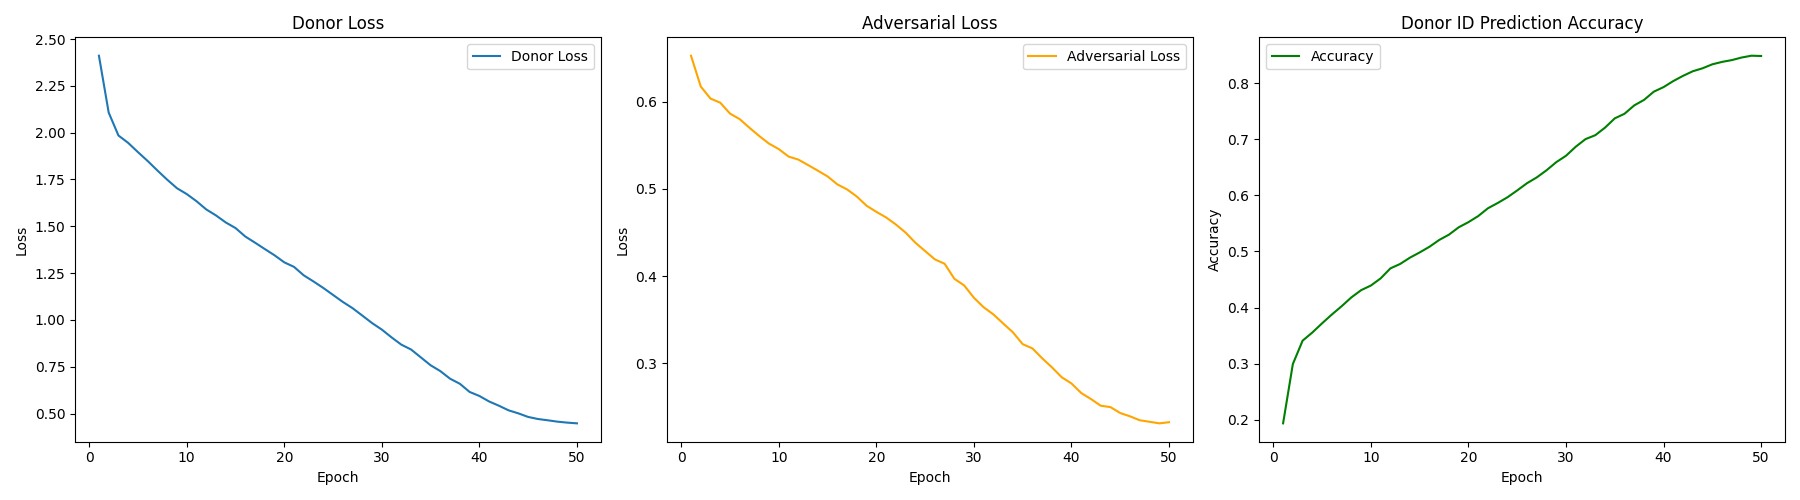 Donor Loss
Donor Loss
2.50
2.25
2.00
1.75
1.50
1.25
1.00
0.75
0.50
Loss
0 10 20 30 40 50
Epoch
Adversarial Loss
Adversarial Loss
0.6
0.5
0.4
0.3
Loss
0 10 20 30 40 50
Epoch
Donor ID Prediction Accuracy
Accuracy
0.8
0.7
0.6
0.5
0.4
0.3
0.2
Accuracy
0 10 20 30 40 50
Epoch